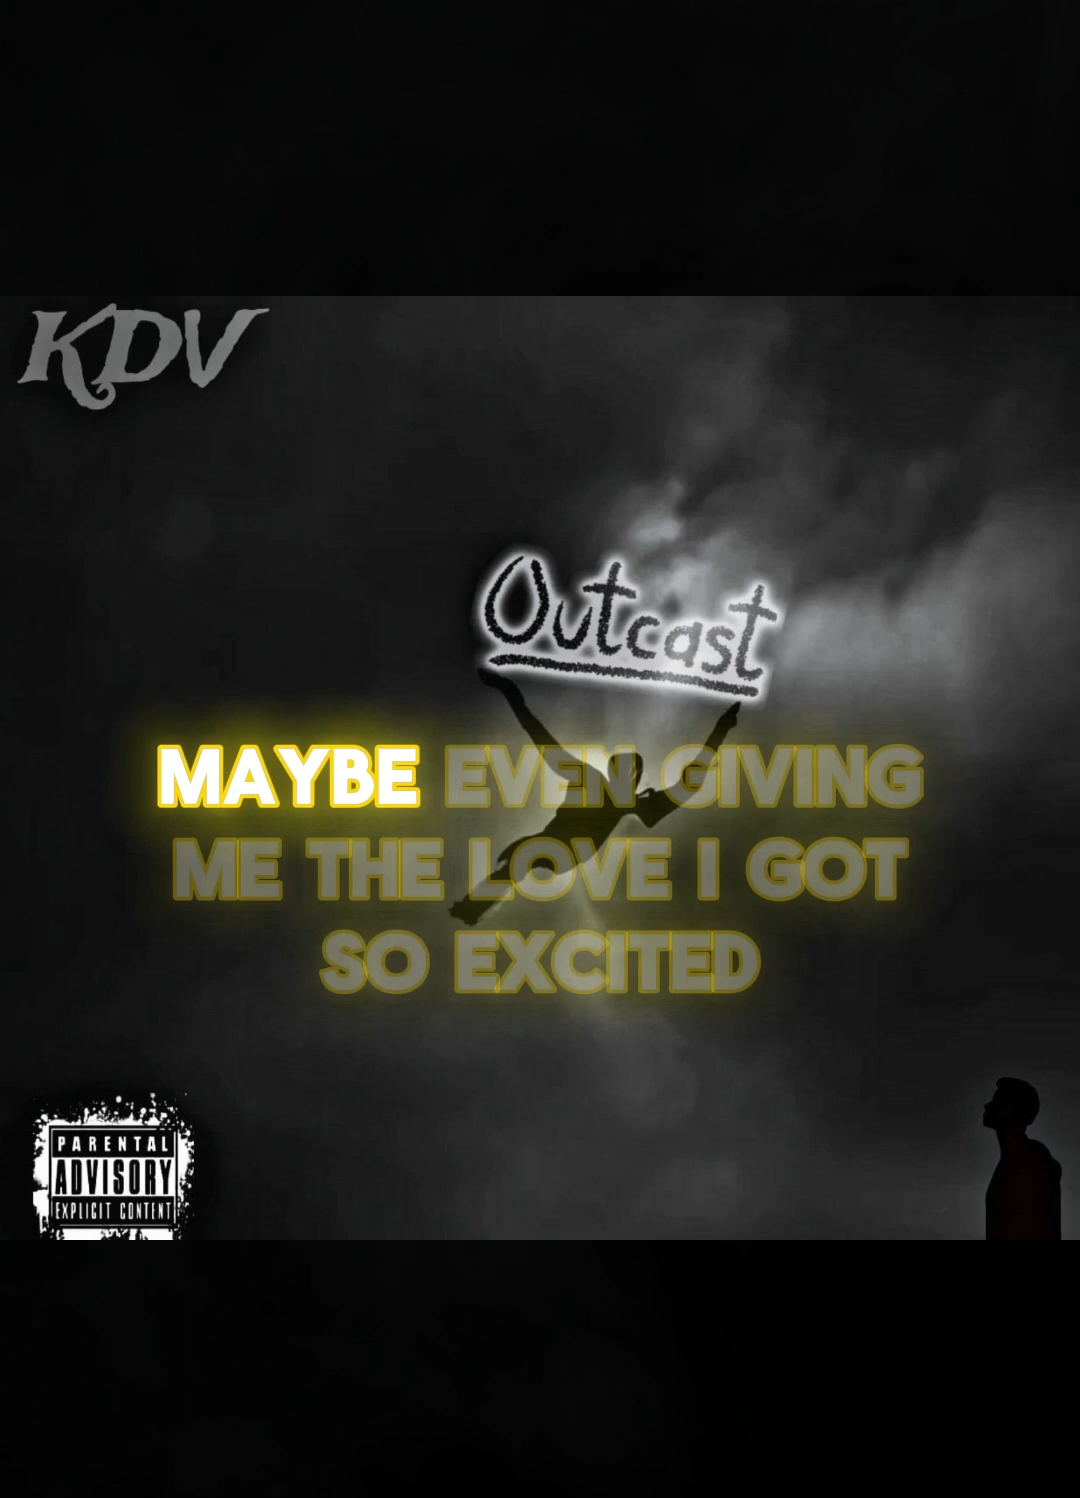 KDV
Outcast
MAYBE EVEN GIVING
ME THE LOVE I GOT
SO EXCITED
PARENTAL
ADVISORY
EXPLICIT CONTENT